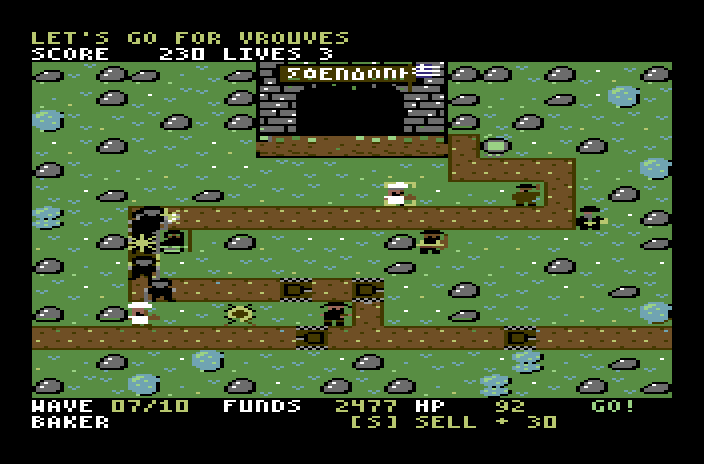 LET'S GO FOR VROUVES
SCORE 230 LIVES 3
ΣΦΕΝΔΟΝΗ
WAVE 07/10 FUNDS 2477 HP 92 GO!
BAKER [S] SELL + 30